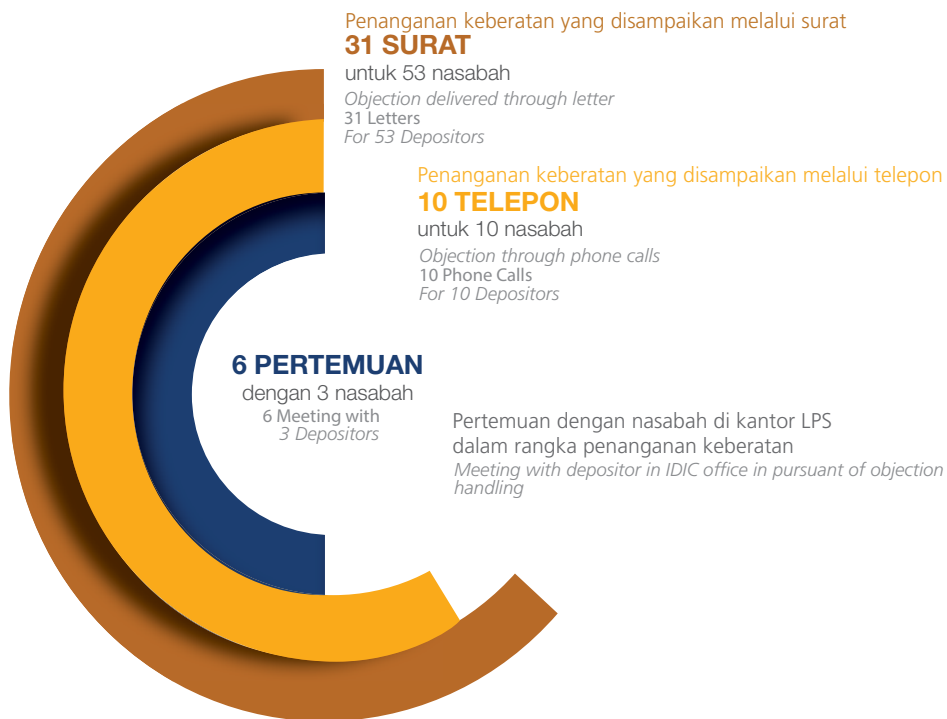 Penanganan keberatan yang disampaikan melalui surat
31 SURAT
untuk 53 nasabah
Objection delivered through letter
31 Letters
For 53 Depositors
Penanganan keberatan yang disampaikan melalui telepon
10 TELEPON
untuk 10 nasabah
Objection through phone calls
10 Phone Calls
For 10 Depositors
6 PERTEMUAN
dengan 3 nasabah
6 Meeting with
3 Depositors
Pertemuan dengan nasabah di kantor LPS
dalam rangka penanganan keberatan
Meeting with depositor in IDIC office in pursuant of objection
handling